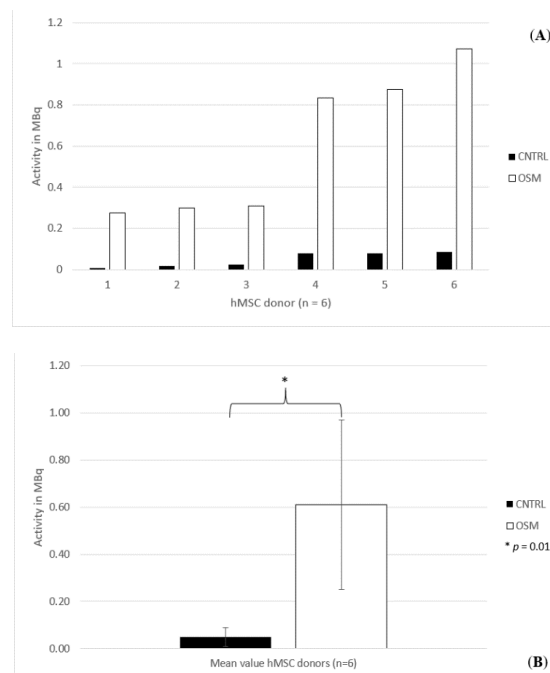 (A)
1.2
1
0.8
0.6
0.4
0.2
0
Activity in MBq
1 2 3 4 5 6
hMSC donor (n = 6)
CNTRL
OSM
1.20
1.00
0.80
0.60
0.40
0.20
0.00
Activity in MBq
*
Mean value hMSC donors (n=6)
CNTRL
OSM
* p = 0.01
(B)